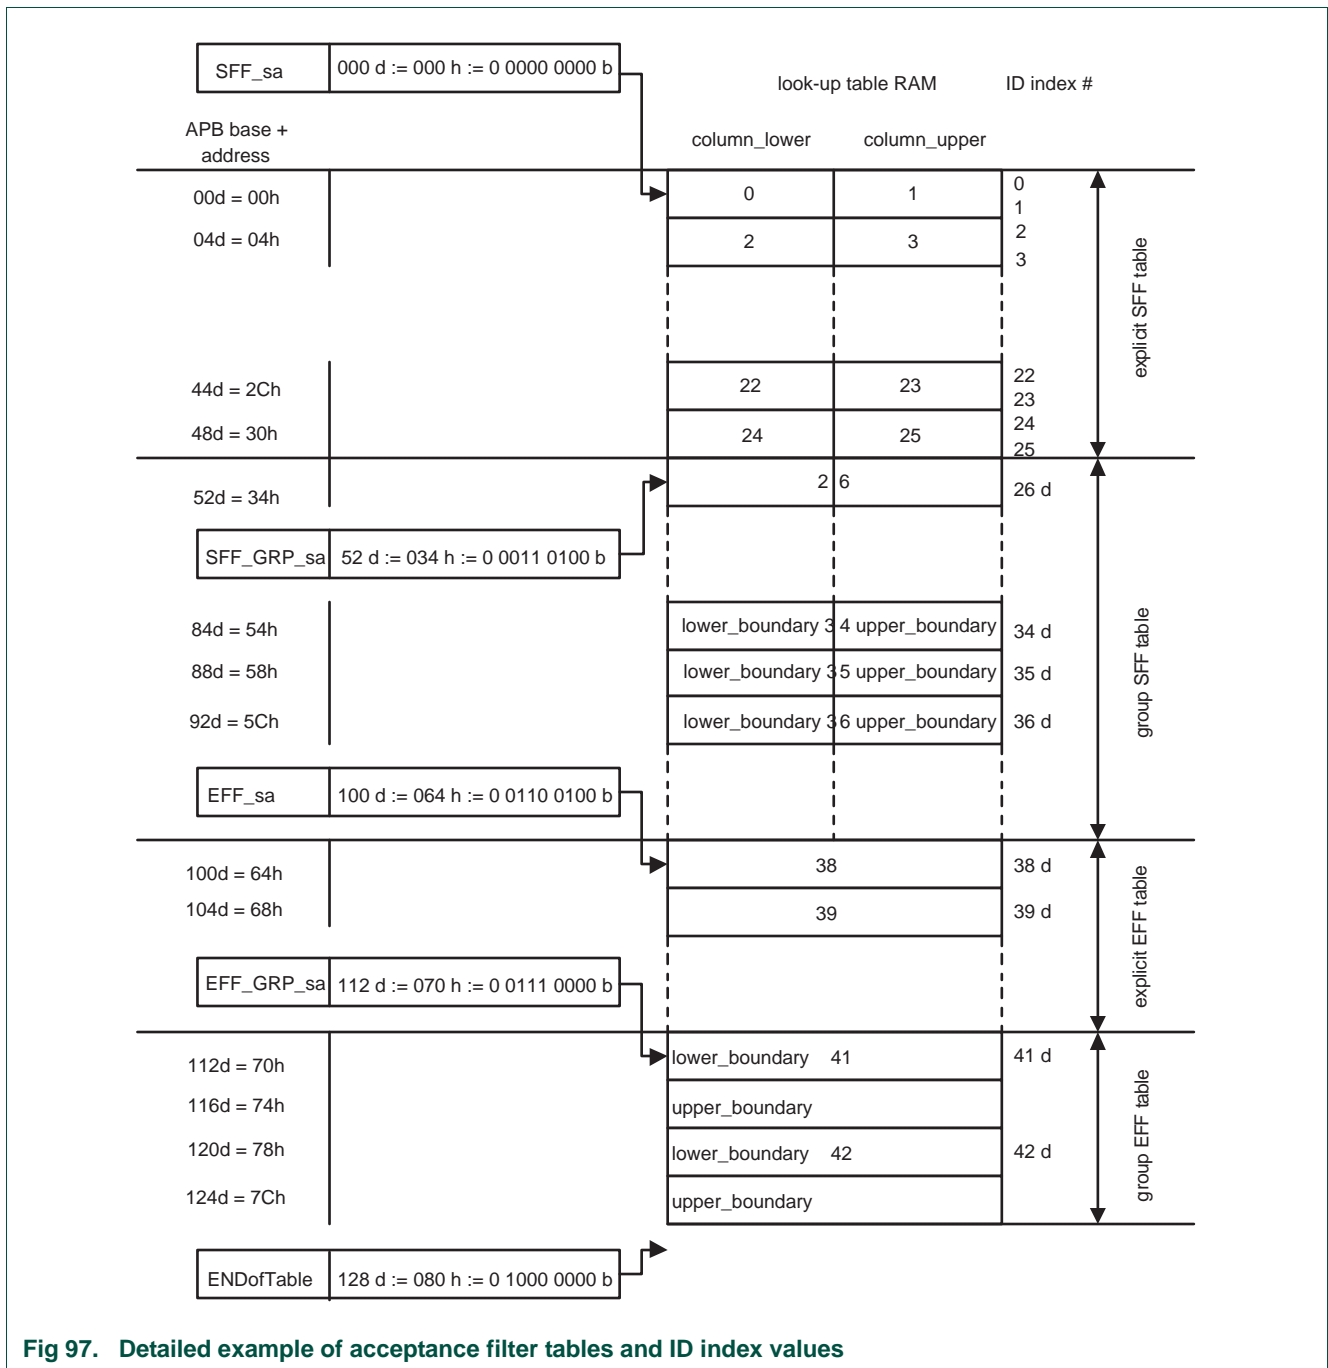 SFF_sa 000 d := 000 h := 0 0000 0000 b
look-up table RAM ID index #
APB base +
address
column_lower column_upper
00d = 00h 0 1 0
1
04d = 04h 2 3 2
3
explicit SFF table
44d = 2Ch 22 23 22
23
48d = 30h 24 25 24
25
52d = 34h 2 6 26 d
SFF_GRP_sa 52 d := 034 h := 0 0011 0100 b
84d = 54h lower_boundary 3 4 upper_boundary 34 d
88d = 58h lower_boundary 3 5 upper_boundary 35 d
92d = 5Ch lower_boundary 3 6 upper_boundary 36 d
group SFF table
EFF_sa 100 d := 064 h := 0 0110 0100 b
100d = 64h 38 38 d
104d = 68h 39 39 d
explicit EFF table
EFF_GRP_sa 112 d := 070 h := 0 0111 0000 b
112d = 70h lower_boundary 41 41 d
116d = 74h upper_boundary
120d = 78h lower_boundary 42 42 d
124d = 7Ch upper_boundary
group EFF table
ENDofTable 128 d := 080 h := 0 1000 0000 b
Fig 97. Detailed example of acceptance filter tables and ID index values